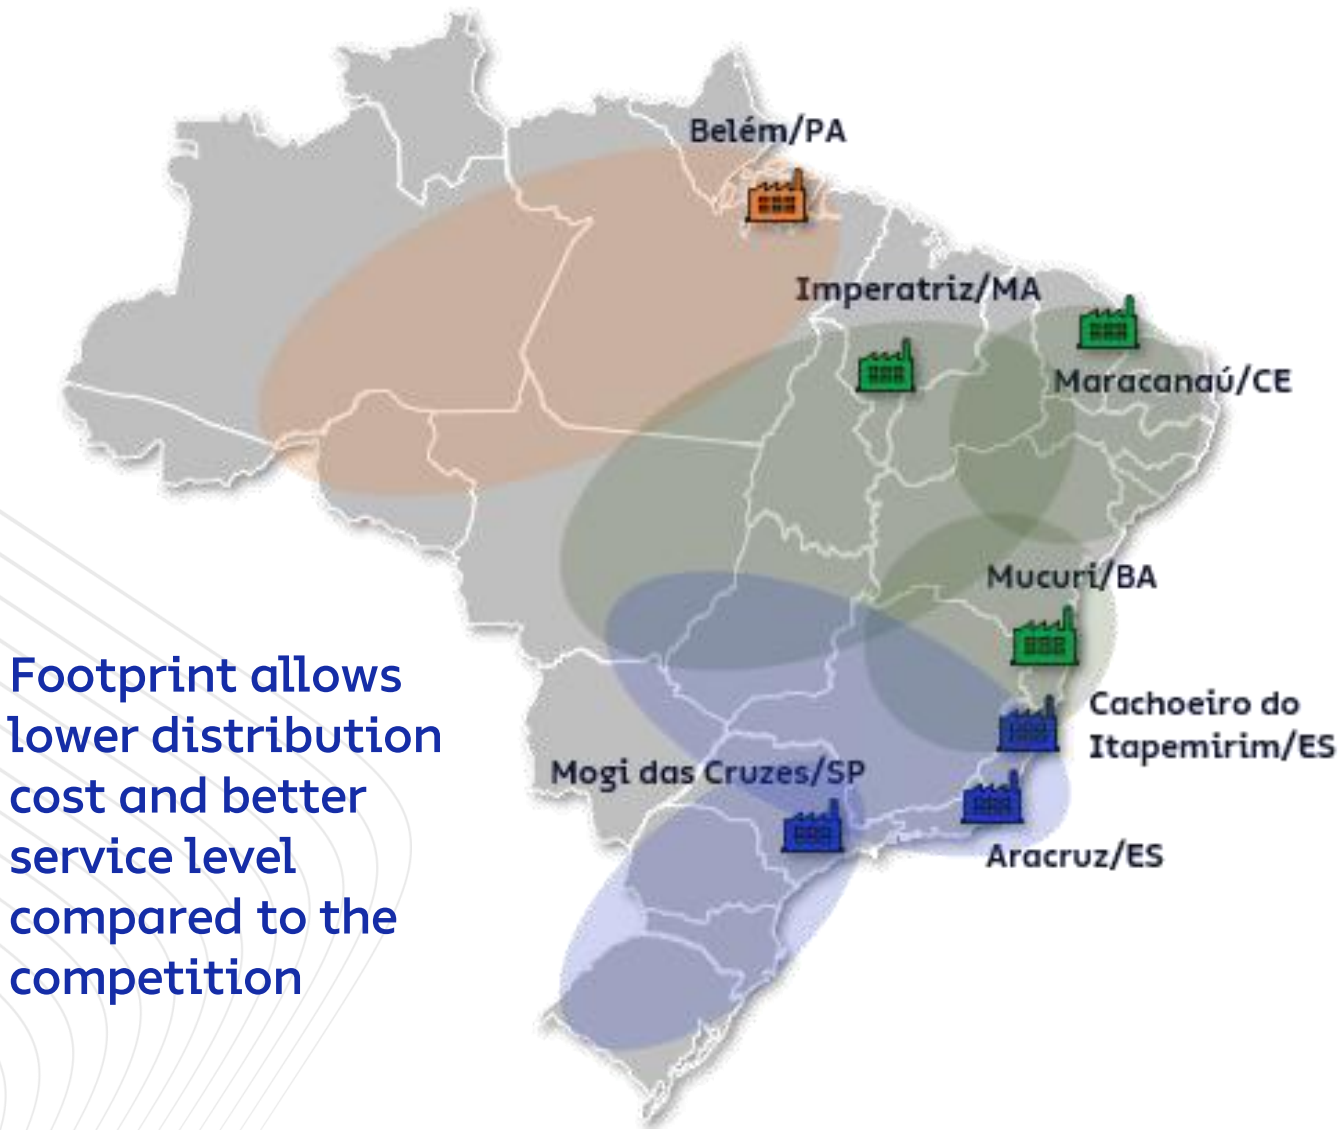 Belém/PA
Imperatriz/MA
Maracanaú/CE
Mucuri/BA
Cachoeiro do
Itapemirim/ES
Mogi das Cruzes/SP
Aracruz/ES
Footprint allows
lower distribution
cost and better
service level
compared to the
competition